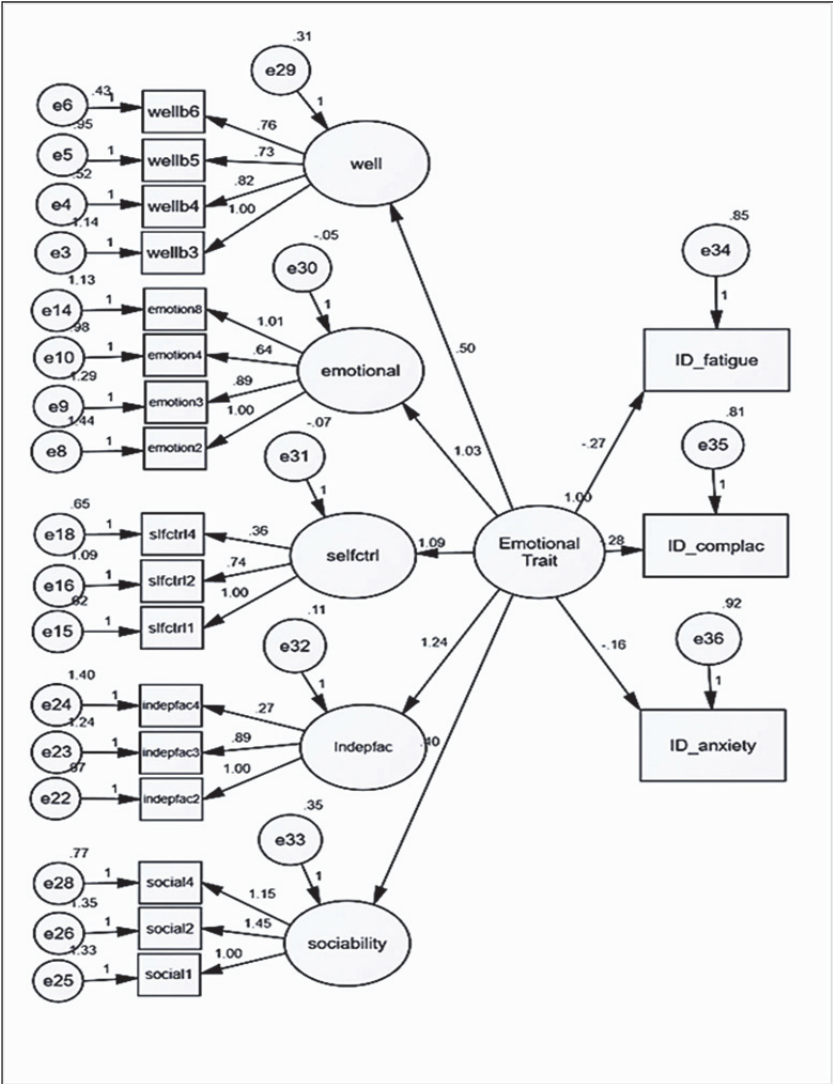 .31
e29
1
.43
e6
1
wellb6
.76
well
.95
e5
1
wellb5
.73
.52
e4
1
wellb4
.82
1.14
1.00
e3
1
wellb3
-.05
e30
1
1.13
e14
1
emotion8
1.01
.98
e10
1
emotion4
.64
emotional
1.29
e9
1
emotion3
.89
1.44
1.00
e8
1
emotion2
-.07
e31
1
.65
e18
1
slfctrl4
.36
1.09
e16
1
slfctrl2
.74
selfctrl
.62
1.00
e15
1
slfctrl1
.11
e32
1
1.40
e24
1
indepfac4
.27
1.24
e23
1
indepfac3
.89
Indepfac
.97
1.00
e22
1
indepfac2
.35
e33
1
.77
e28
1
social4
1.15
1.35
e26
1
social2
1.45
sociability
1.33
1.00
e25
1
social1
.50
1.03
1.09
1.24
.40
1.00
Emotional
Trait
-.27
-.28
-.16
.85
e34
1
ID_fatigue
.81
e35
1
ID_complac
.92
e36
1
ID_anxiety